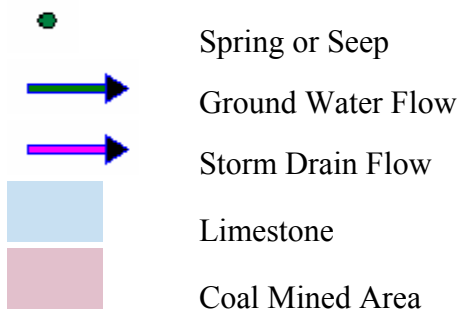 Spring or Seep
Ground Water Flow
Storm Drain Flow
Limestone
Coal Mined Area